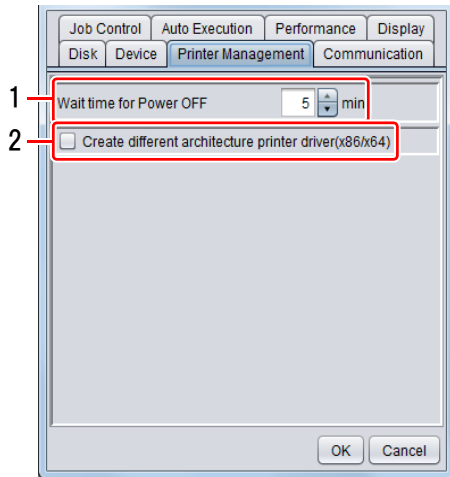 Job Control Auto Execution Performance Display
Disk Device Printer Management Communication
1 Wait time for Power OFF 5 min
2 Create different architecture printer driver(x86/x64)
OK Cancel